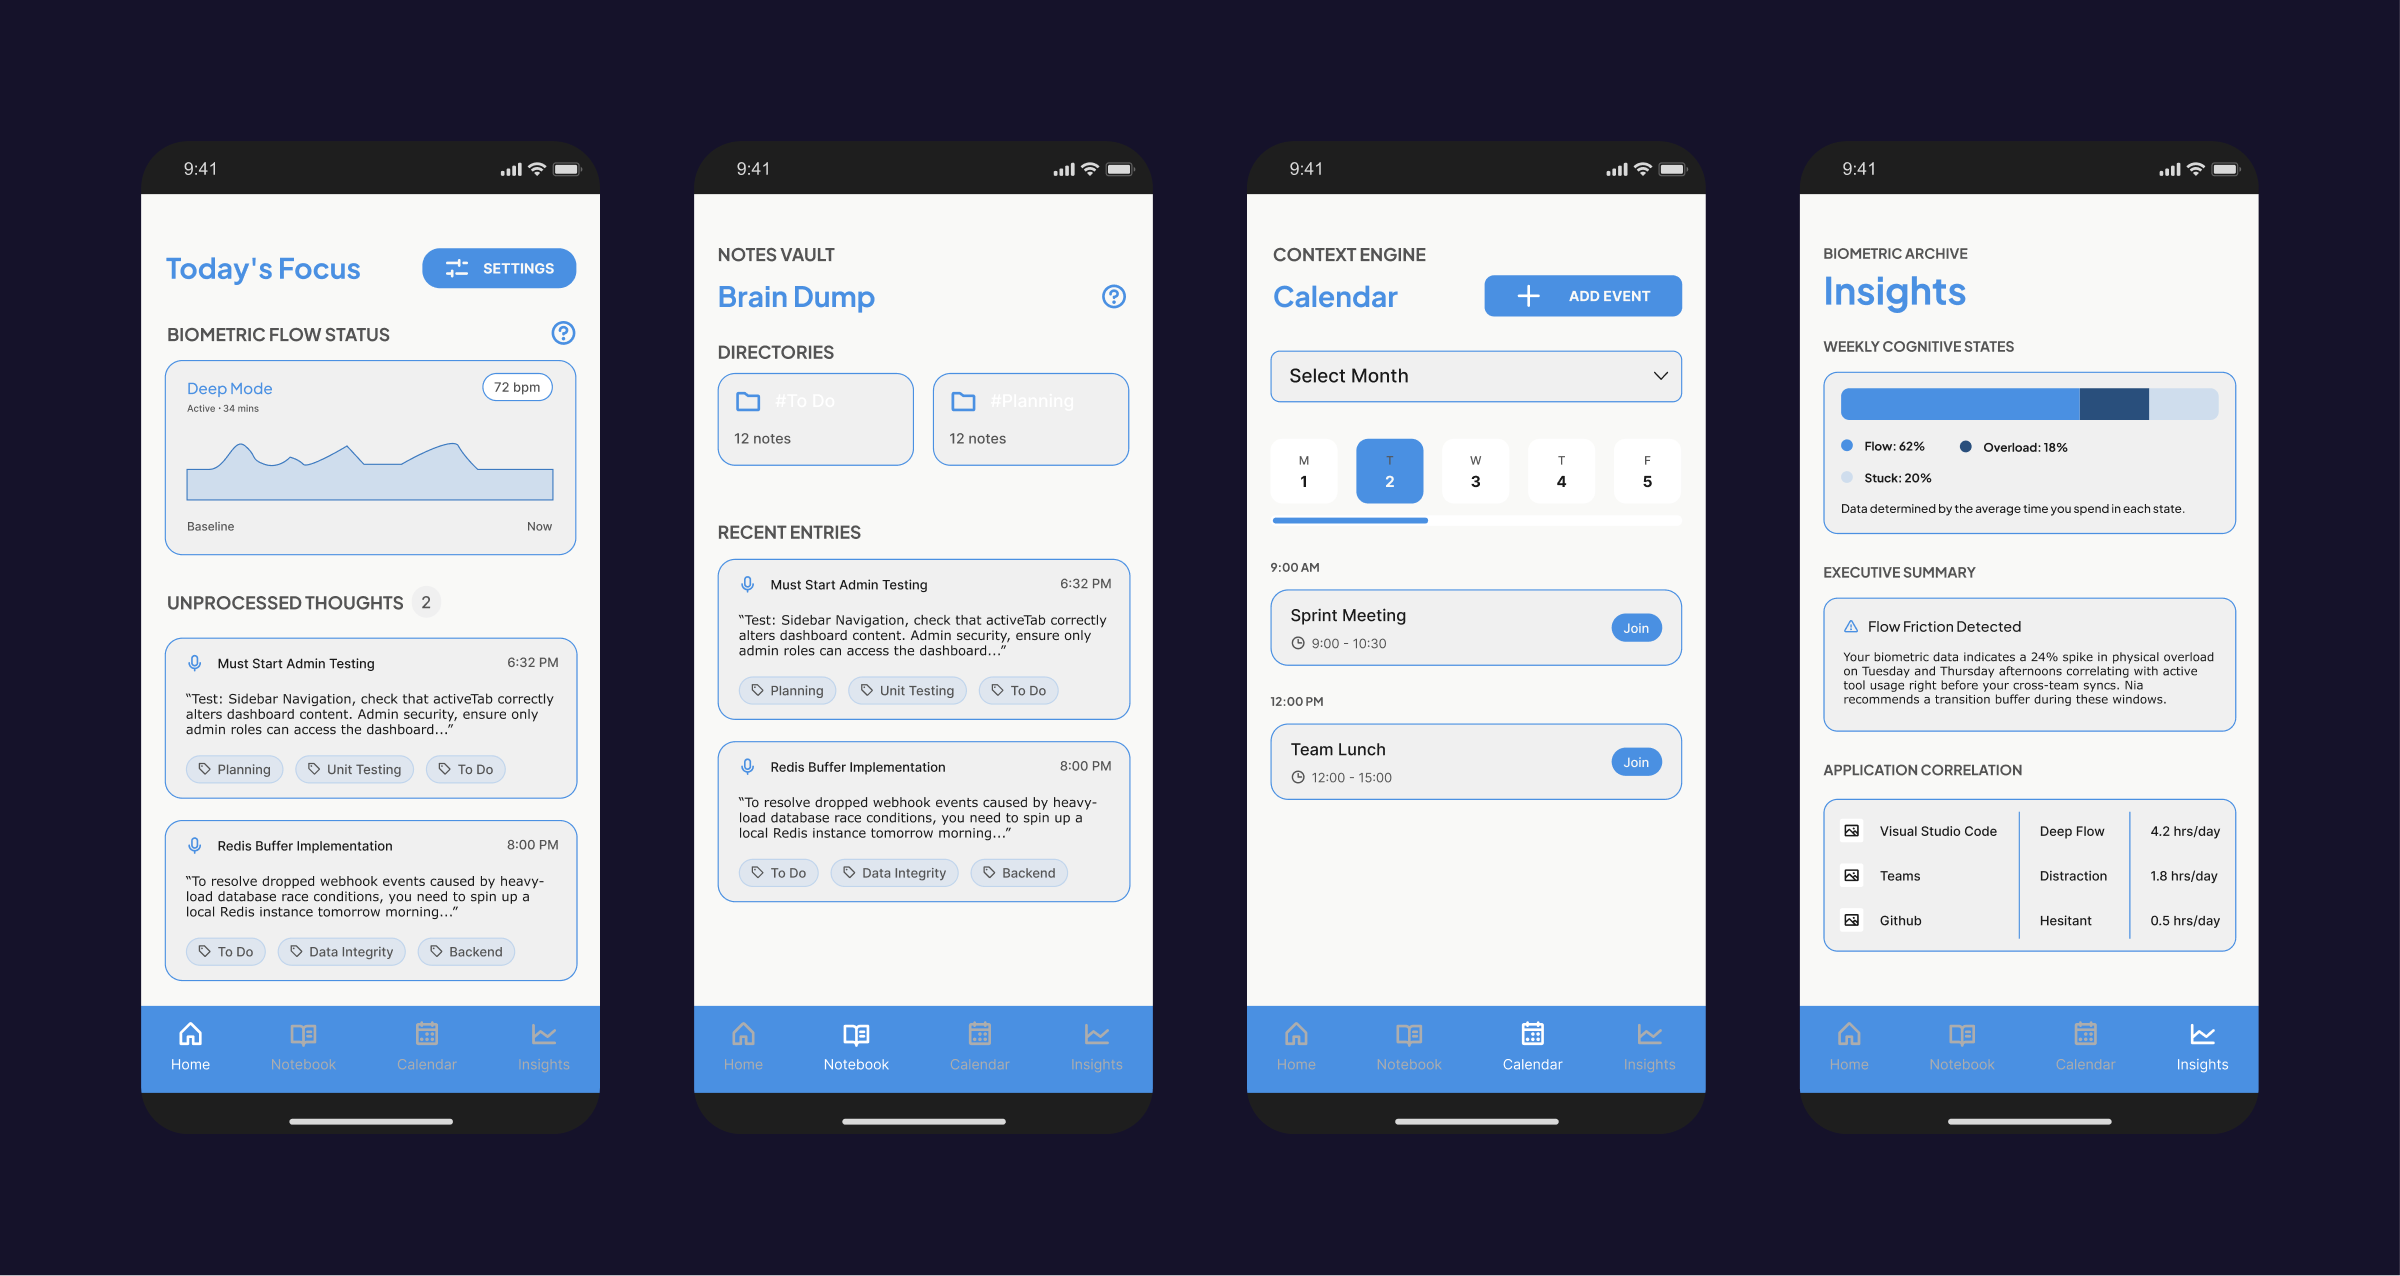 9:41
Today's Focus
SETTINGS
BIOMETRIC FLOW STATUS
Deep Mode
72 bpm
Active · 34 mins
Baseline
Now
UNPROCESSED THOUGHTS 2
Must Start Admin Testing
6:32 PM
“Test: Sidebar Navigation, check that activeTab correctly
alters dashboard content. Admin security, ensure only
admin roles can access the dashboard...”
Planning
Unit Testing
To Do
Redis Buffer Implementation
8:00 PM
“To resolve dropped webhook events caused by heavy-
load database race conditions, you need to spin up a
local Redis instance tomorrow morning...”
To Do
Data Integrity
Backend
Home
Notebook
Calendar
Insights
9:41
NOTES VAULT
Brain Dump
DIRECTORIES
#To Do
12 notes
#Planning
12 notes
RECENT ENTRIES
Must Start Admin Testing
6:32 PM
“Test: Sidebar Navigation, check that activeTab correctly
alters dashboard content. Admin security, ensure only
admin roles can access the dashboard...”
Planning
Unit Testing
To Do
Redis Buffer Implementation
8:00 PM
“To resolve dropped webhook events caused by heavy-
load database race conditions, you need to spin up a
local Redis instance tomorrow morning...”
To Do
Data Integrity
Backend
Home
Notebook
Calendar
Insights
9:41
CONTEXT ENGINE
Calendar
ADD EVENT
Select Month
M
1
T
2
W
3
T
4
F
5
9:00 AM
Sprint Meeting
9:00 - 10:30
Join
12:00 PM
Team Lunch
12:00 - 15:00
Join
Home
Notebook
Calendar
Insights
9:41
BIOMETRIC ARCHIVE
Insights
WEEKLY COGNITIVE STATES
Flow: 62%
Overload: 18%
Stuck: 20%
Data determined by the average time you spend in each state.
EXECUTIVE SUMMARY
Flow Friction Detected
Your biometric data indicates a 24% spike in physical overload
on Tuesday and Thursday afternoons correlating with active
tool usage right before your cross-team syncs. Nia
recommends a transition buffer during these windows.
APPLICATION CORRELATION
Visual Studio Code
Deep Flow
4.2 hrs/day
Teams
Distraction
1.8 hrs/day
Github
Hesitant
0.5 hrs/day
Home
Notebook
Calendar
Insights